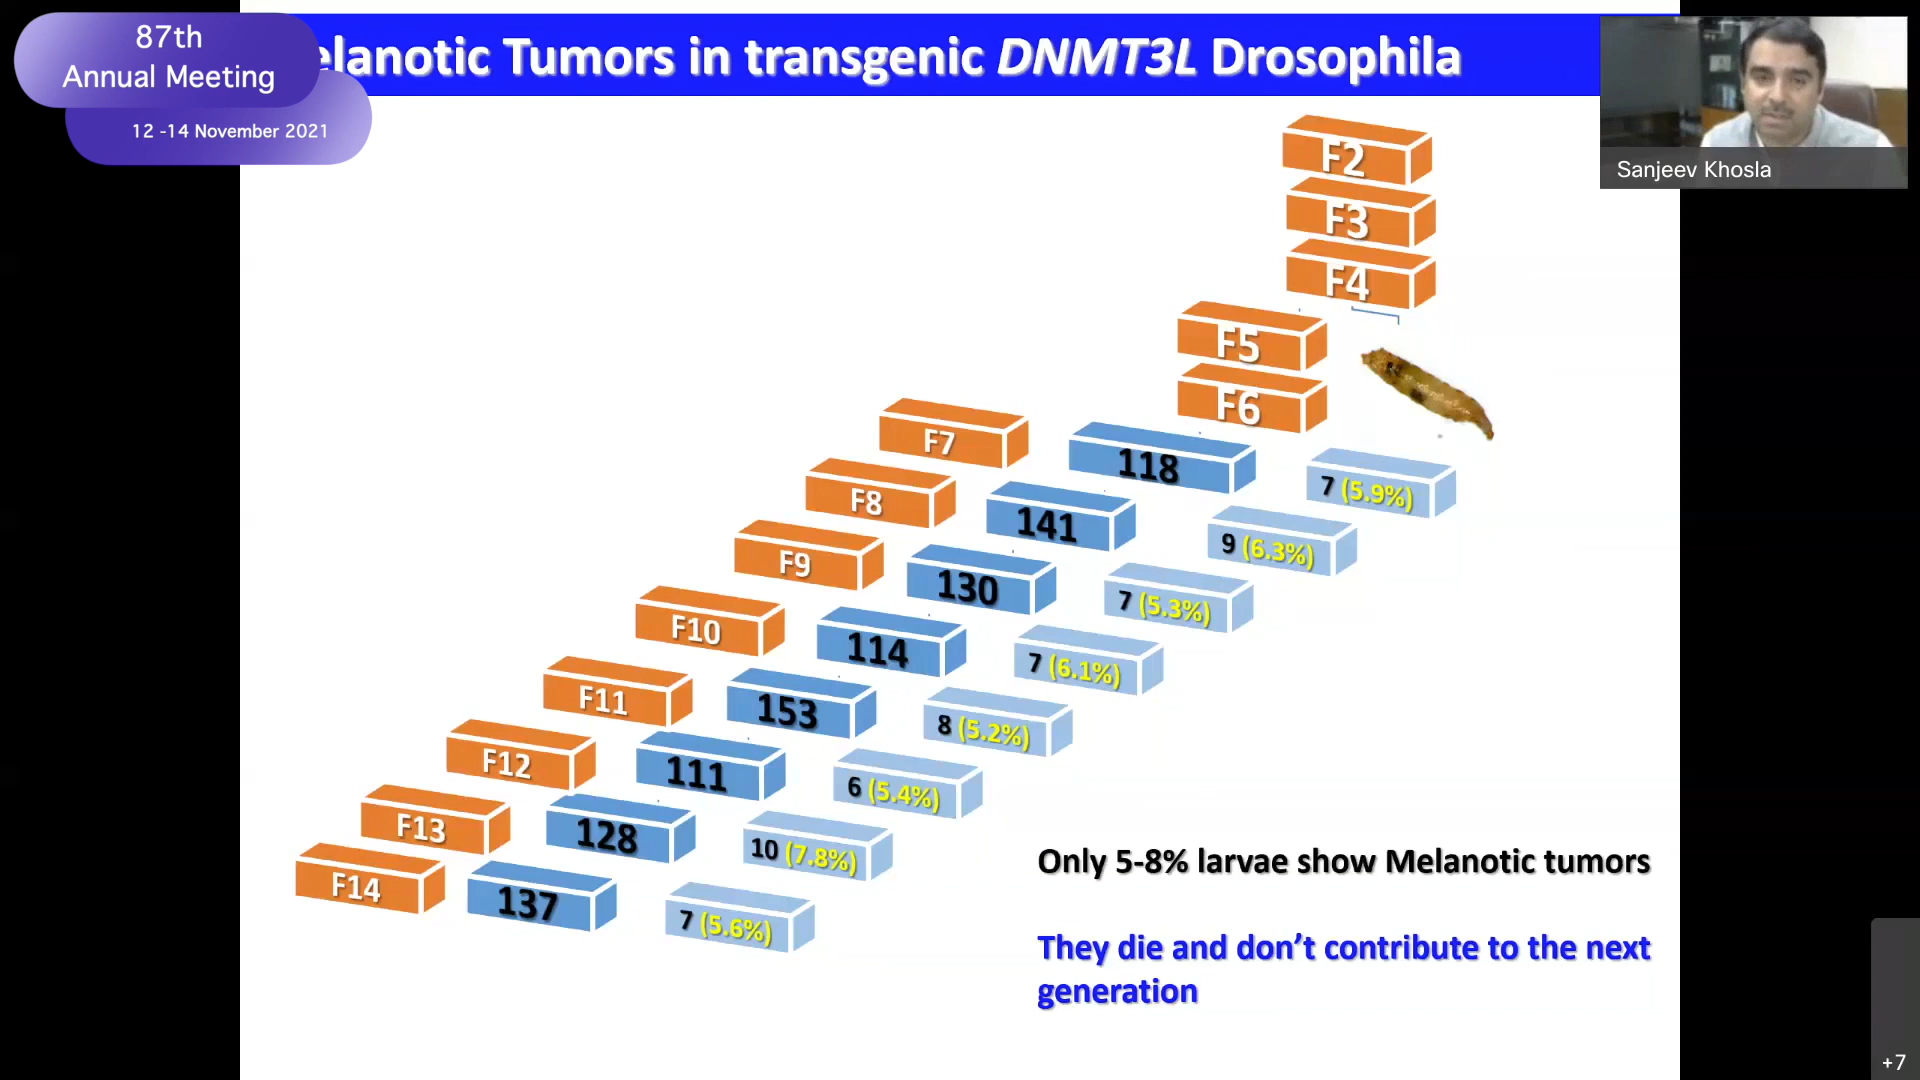 87th
Annual Meeting
12 -14 November 2021
elanotic Tumors in transgenic DNMT3L Drosophila
Sanjeev Khosla
F2
F3
F4
F5
F6
F7 118 7 (5.9%)
F8 141 9 (6.3%)
F9 130 7 (5.3%)
F10 114 7 (6.1%)
F11 153 8 (5.2%)
F12 111 6 (5.4%)
F13 128 10 (7.8%)
F14 137 7 (5.6%)
Only 5-8% larvae show Melanotic tumors
They die and don’t contribute to the next
generation
+7